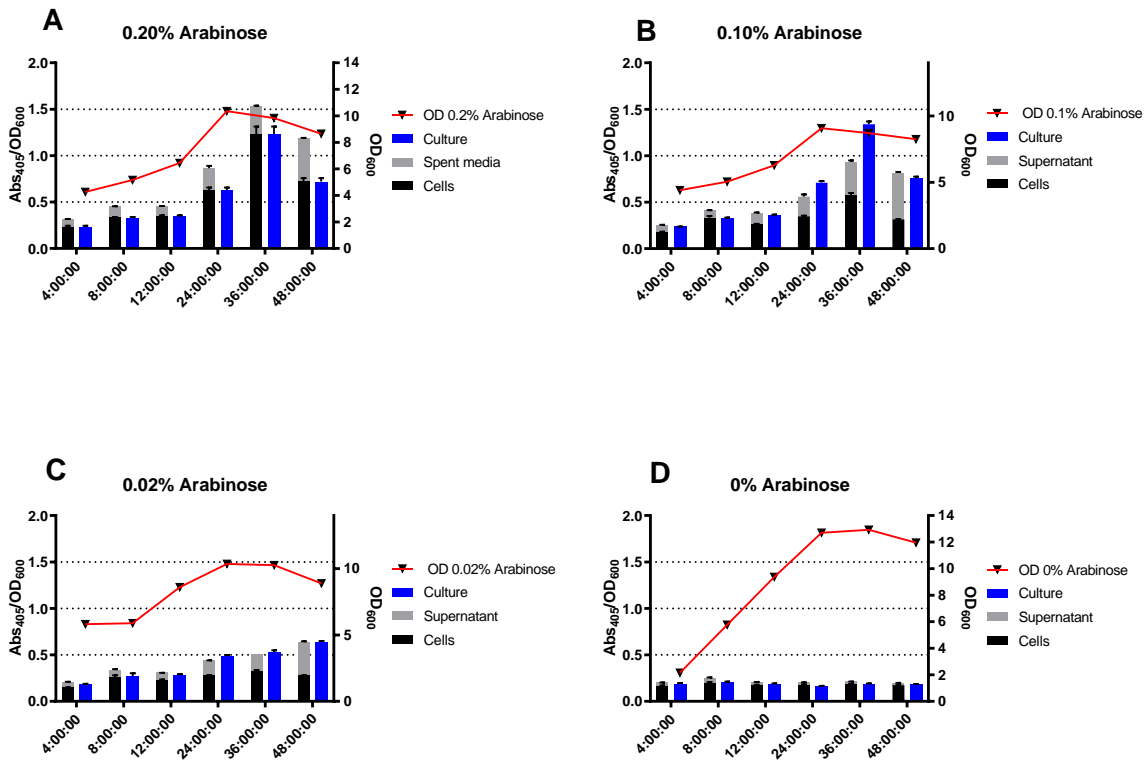 A
0.20% Arabinose
Abs405/OD600
2.0
1.5
1.0
0.5
0.0
14
12
10
8
6
4
2
0
OD600
4:00:00
8:00:00
12:00:00
24:00:00
36:00:00
48:00:00
OD 0.2% Arabinose
Culture
Spent media
Cells
B
0.10% Arabinose
Abs405/OD600
2.0
1.5
1.0
0.5
0.0
10
5
0
OD600
4:00:00
8:00:00
12:00:00
24:00:00
36:00:00
48:00:00
OD 0.1% Arabinose
Culture
Supernatant
Cells
C
0.02% Arabinose
Abs405/OD600
2.0
1.5
1.0
0.5
0.0
10
5
0
OD600
4:00:00
8:00:00
12:00:00
24:00:00
36:00:00
48:00:00
OD 0.02% Arabinose
Culture
Supernatant
Cells
D
0% Arabinose
Abs405/OD600
2.0
1.5
1.0
0.5
0.0
14
12
10
8
6
4
2
0
OD600
4:00:00
8:00:00
12:00:00
24:00:00
36:00:00
48:00:00
OD 0% Arabinose
Culture
Supernatant
Cells